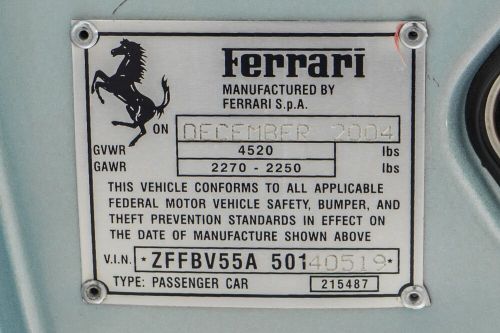 Ferrari
MANUFACTURED BY
FERRARI S.p.A.
ON DECEMBER 2004
GVWR 4520 lbs
GAWR 2270 - 2250 lbs
THIS VEHICLE CONFORMS TO ALL APPLICABLE
FEDERAL MOTOR VEHICLE SAFETY, BUMPER, AND
THEFT PREVENTION STANDARDS IN EFFECT ON
THE DATE OF MANUFACTURE SHOWN ABOVE
V.I.N. *ZFFBV55A 50140519*
TYPE: PASSENGER CAR 215487